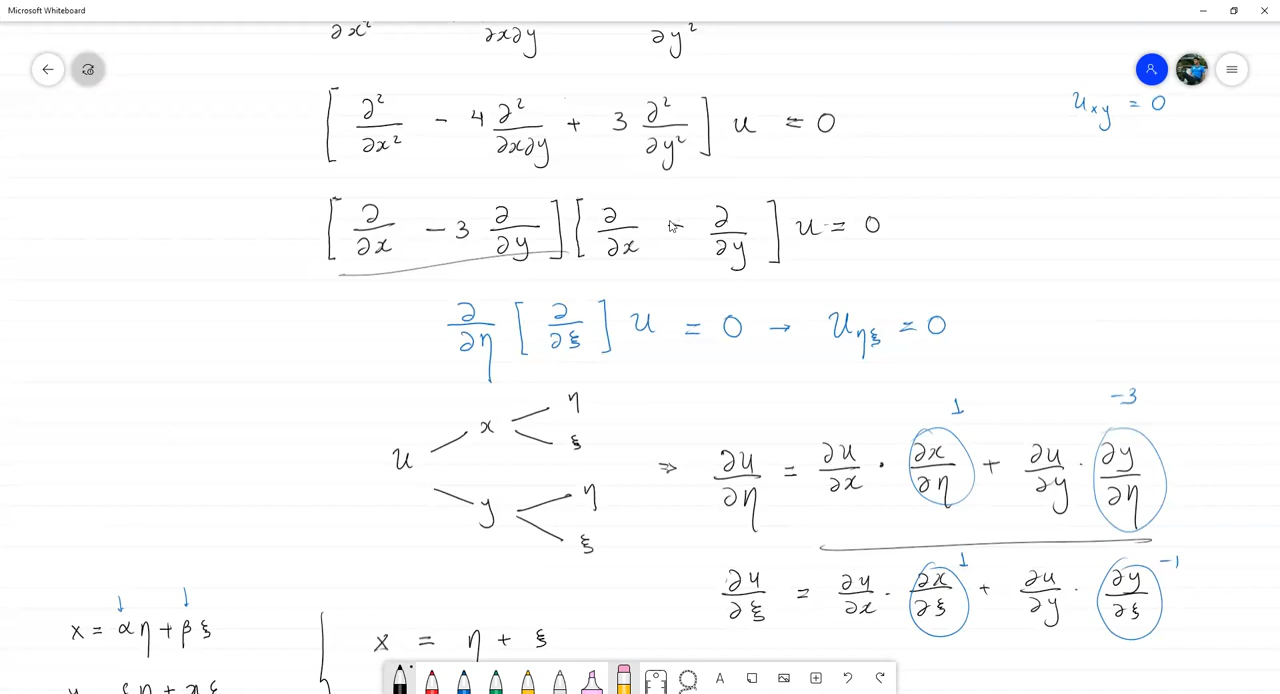 Microsoft Whiteboard
∂x² ∂x∂y ∂y²
u_xy = 0
[ ∂²/∂x² - 4 ∂²/∂x∂y + 3 ∂²/∂y² ] u = 0
[ ∂/∂x - 3 ∂/∂y ] [ ∂/∂x - ∂/∂y ] u = 0
∂/∂η [ ∂/∂ξ ] u = 0 → u_ηξ = 0
u x η ξ
y η ξ
1 -3
⇒ ∂u/∂η = ∂u/∂x · ∂x/∂η + ∂u/∂y · ∂y/∂η
1 -1
∂u/∂ξ = ∂u/∂x · ∂x/∂ξ + ∂u/∂y · ∂y/∂ξ
x = αη + βξ
x = η + ξ
A